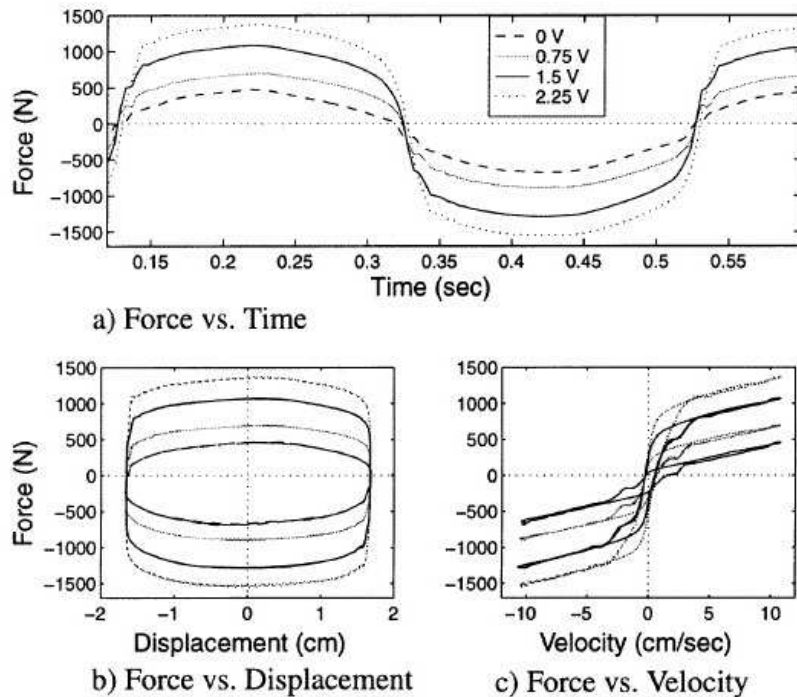 1500
1000
500
0
−500
−1000
−1500
Force (N)
0 V
0.75 V
1.5 V
2.25 V
0.15 0.2 0.25 0.3 0.35 0.4 0.45 0.5 0.55
Time (sec)
a) Force vs. Time
1500
1000
500
0
−500
−1000
−1500
Force (N)
−2 −1 0 1 2
Displacement (cm)
b) Force vs. Displacement
1500
1000
500
0
−500
−1000
−1500
Force (N)
−10 −5 0 5 10
Velocity (cm/sec)
c) Force vs. Velocity